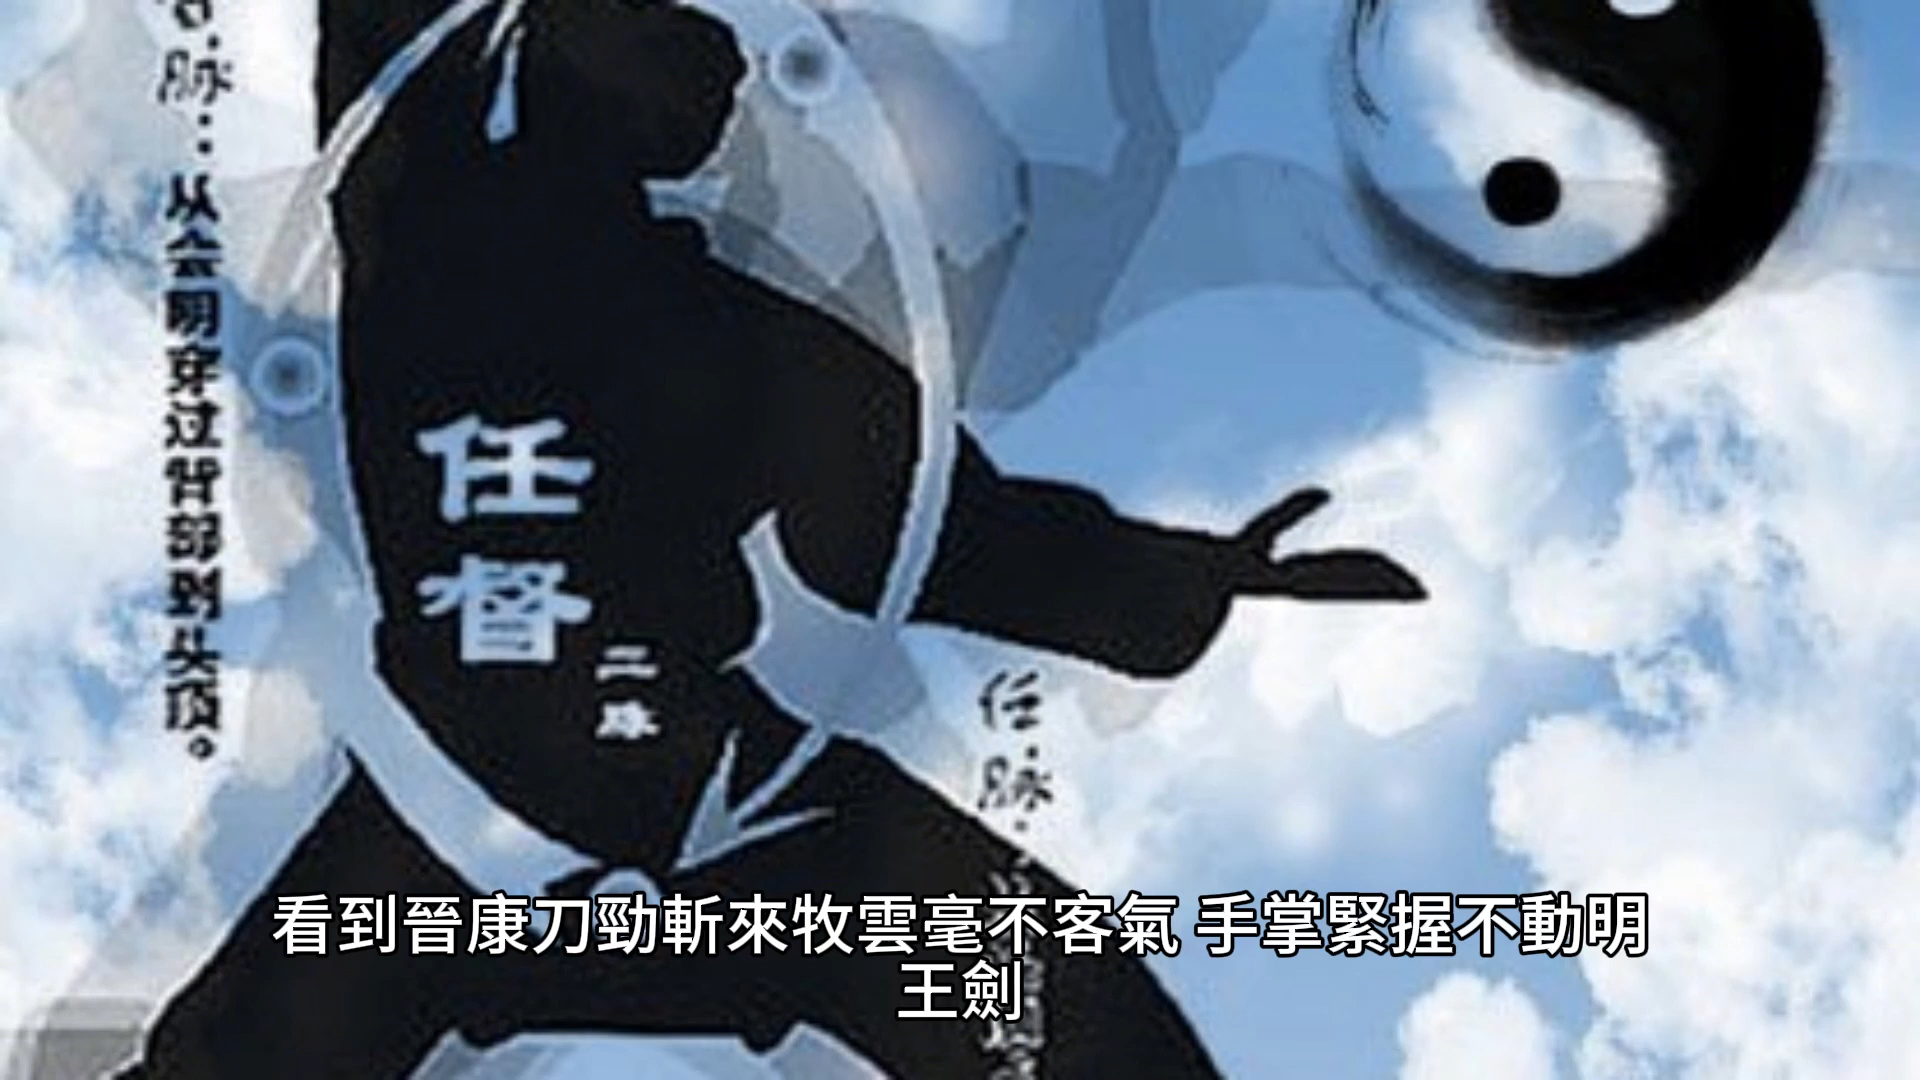 脉：从会阴穿过背部到头顶。
任
督
二脉
任脉：
看到晉康刀勁斬來牧雲毫不客氣 手掌緊握不動明
王劍